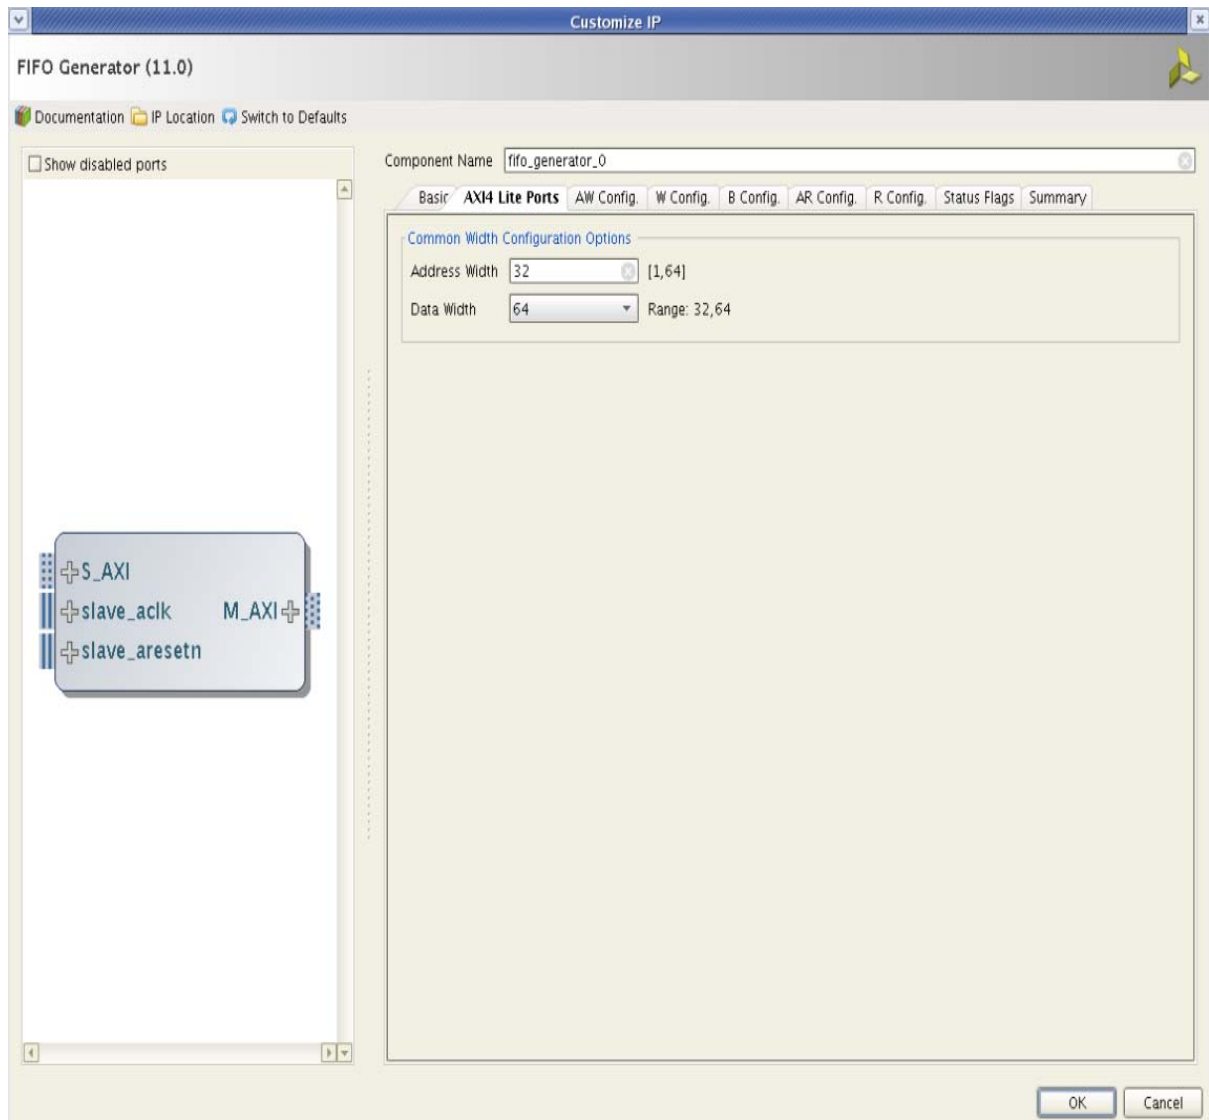 Customize IP
FIFO Generator (11.0)
Documentation IP Location Switch to Defaults
Show disabled ports
Component Name fifo_generator_0
Basic AXI4 Lite Ports AW Config. W Config. B Config. AR Config. R Config. Status Flags Summary
Common Width Configuration Options
Address Width 32 [1,64]
Data Width 64 Range: 32,64
S_AXI
slave_aclk M_AXI
slave_aresetn
OK Cancel